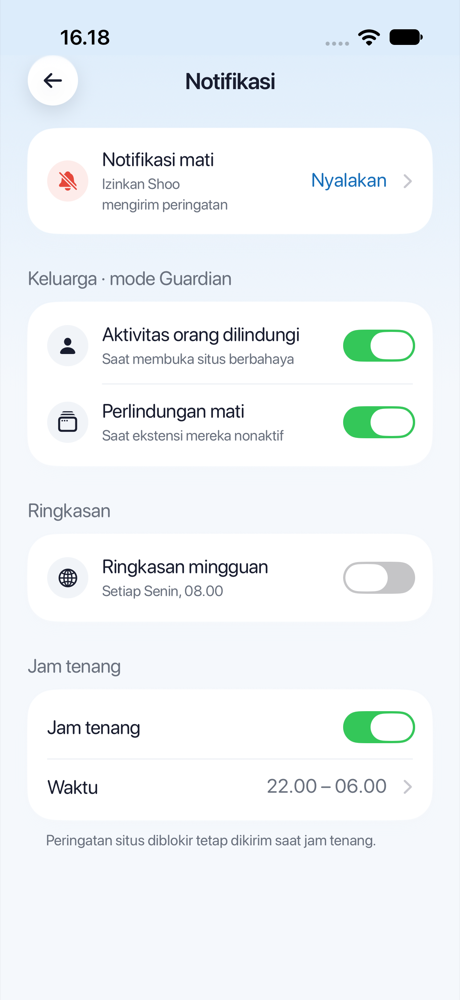 16.18
Notifikasi
Notifikasi mati
Izinkan Shoo
mengirim peringatan
Nyalakan
Keluarga · mode Guardian
Aktivitas orang dilindungi
Saat membuka situs berbahaya
Perlindungan mati
Saat ekstensi mereka nonaktif
Ringkasan
Ringkasan mingguan
Setiap Senin, 08.00
Jam tenang
Jam tenang
Waktu
22.00 – 06.00
Peringatan situs diblokir tetap dikirim saat jam tenang.